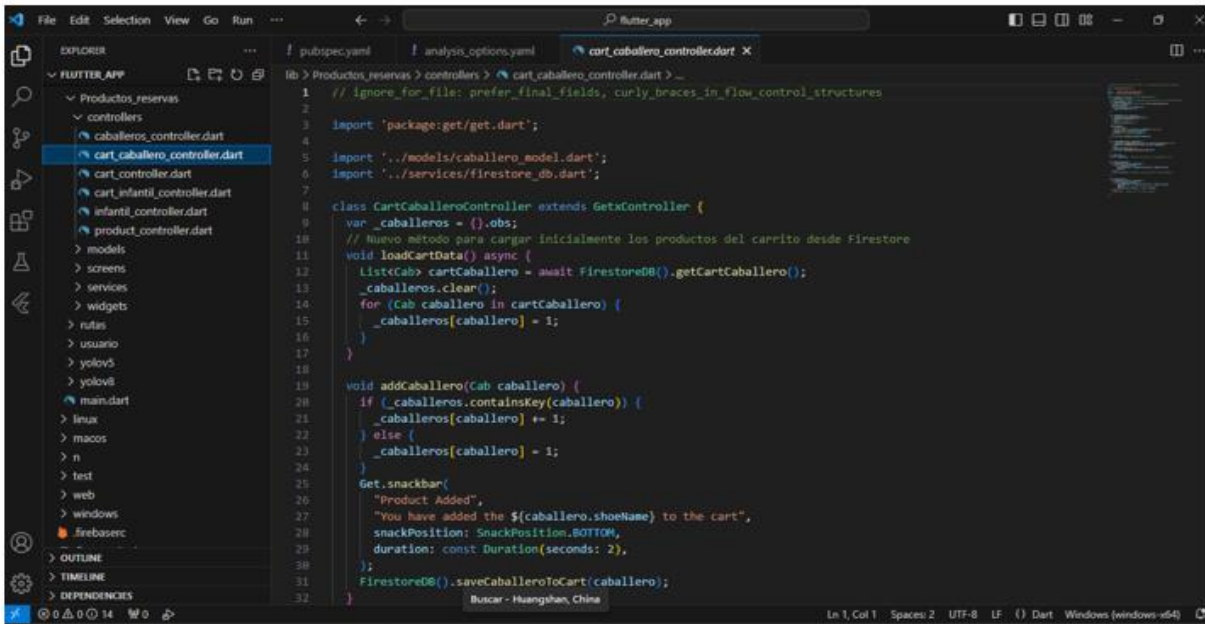 File Edit Selection View Go Run ··· flutter_app
EXPLORER
FLUTTER_APP
Productos_reservas
controllers
caballeros_controller.dart
cart_caballero_controller.dart
cart_controller.dart
cart_infantil_controller.dart
infantil_controller.dart
product_controller.dart
models
screens
services
widgets
rutas
usuario
yolov5
yolov8
main.dart
linux
macos
n
test
web
windows
.firebaserc
OUTLINE
TIMELINE
DEPENDENCIES
! pubspec.yaml ! analysis_options.yaml cart_caballero_controller.dart
lib > Productos_reservas > controllers > cart_caballero_controller.dart > ...
1 // ignore_for_file: prefer_final_fields, curly_braces_in_flow_control_structures
2
3 import 'package:get/get.dart';
4
5 import '../models/caballero_model.dart';
6 import '../services/firestore_db.dart';
7
8 class CartCaballeroController extends GetxController {
9 var _caballeros = {}.obs;
10 // Nuevo método para cargar inicialmente los productos del carrito desde Firestore
11 void loadCartData() async {
12 List<Cab> cartCaballero = await FirestoreDB().getCartCaballero();
13 _caballeros.clear();
14 for (Cab caballero in cartCaballero) {
15 _caballeros[caballero] = 1;
16 }
17 }
18
19 void addCaballero(Cab caballero) {
20 if (_caballeros.containsKey(caballero)) {
21 _caballeros[caballero] += 1;
22 } else {
23 _caballeros[caballero] = 1;
24 }
25 Get.snackbar(
26 "Product Added",
27 "You have added the ${caballero.shoeName} to the cart",
28 snackPosition: SnackPosition.BOTTOM,
29 duration: const Duration(seconds: 2),
30 );
31 FirestoreDB().saveCaballeroToCart(caballero);
32 }
Buscar - Huangshan, China
0 0 0 14 0 Ln 1, Col 1 Spaces: 2 UTF-8 LF {} Dart Windows (windows-x64)